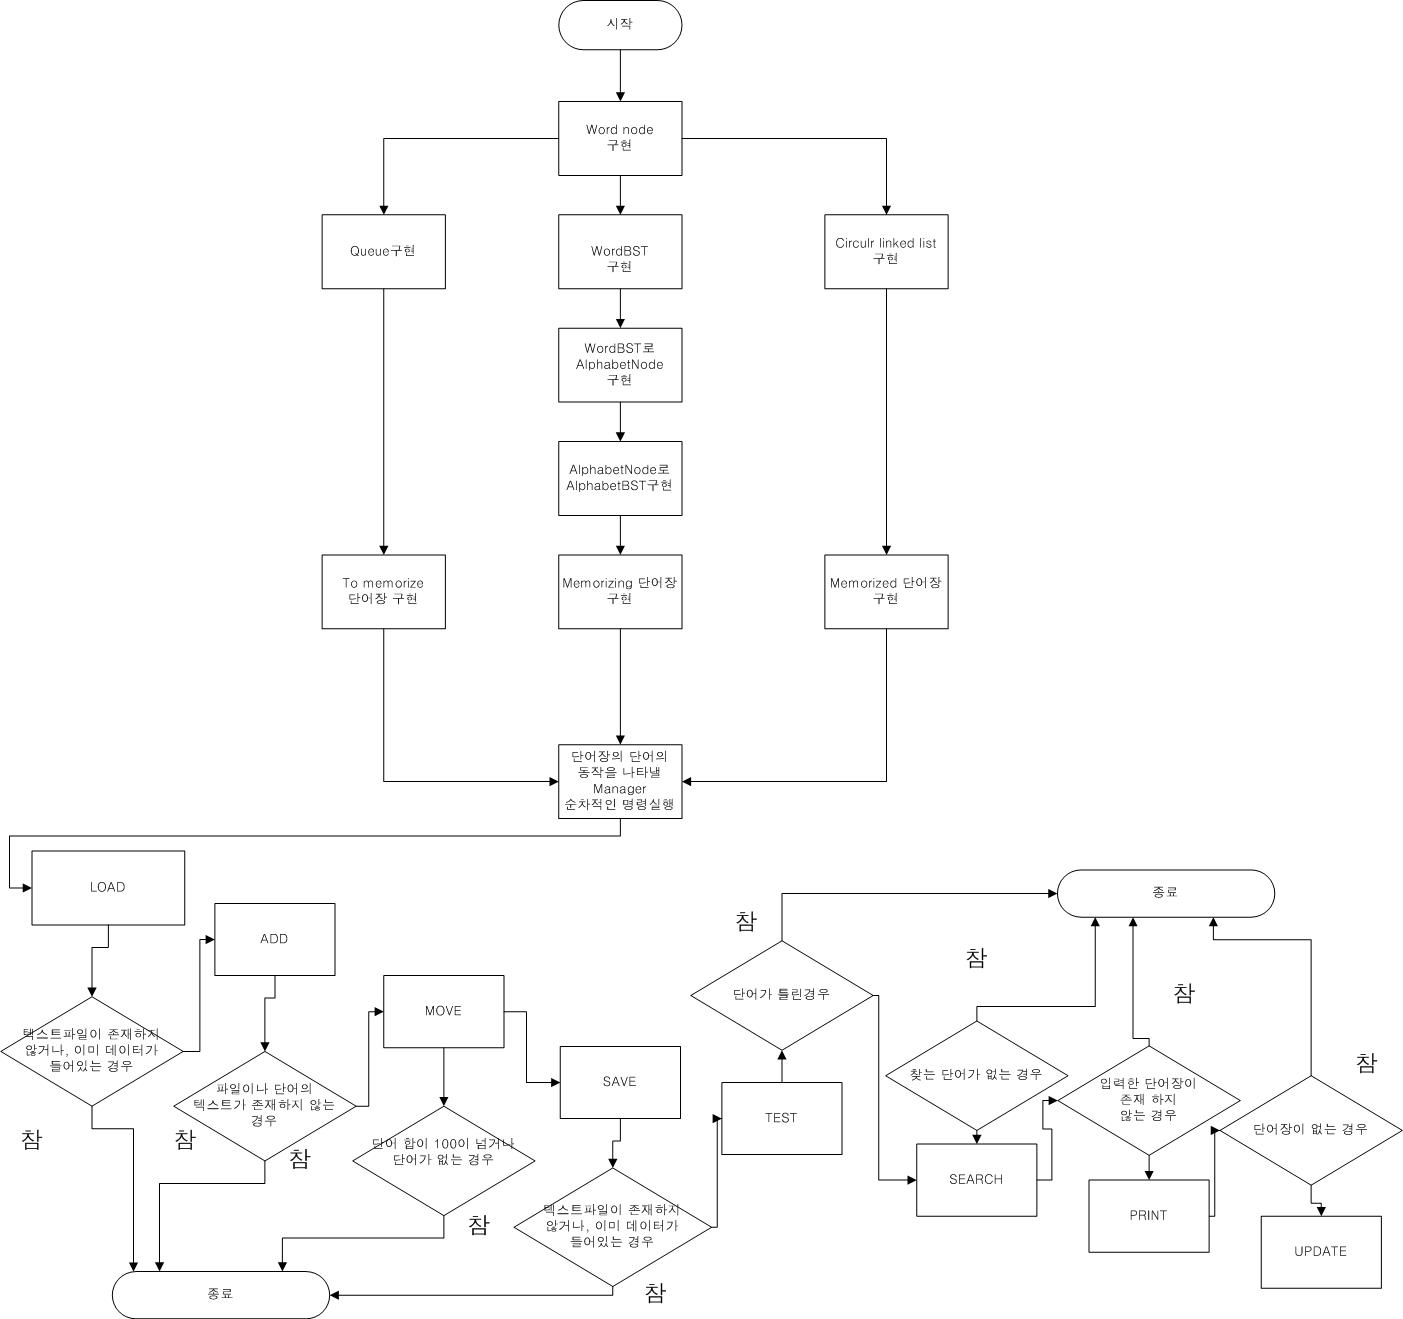 시작
Word node
구현
Queue구현
WordBST
구현
Circulr linked list
구현
WordBST로
AlphabetNode
구현
AlphabetNode로
AlphabetBST구현
To memorize
단어장 구현
Memorizing 단어장
구현
Memorized 단어장
구현
단어장의 단어의
동작을 나타낼
Manager
순차적인 명령실행
LOAD
텍스트파일이 존재하지
않거나, 이미 데이터가
들어있는 경우
참
ADD
파일이나 단어의
텍스트가 존재하지 않는
경우
참
참
MOVE
단어 합이 100이 넘거나
단어가 없는 경우
참
SAVE
텍스트파일이 존재하지
않거나, 이미 데이터가
들어있는 경우
참
종료
TEST
단어가 틀린경우
참
종료
찾는 단어가 없는 경우
참
SEARCH
입력한 단어장이
존재 하지
않는 경우
참
PRINT
단어장이 없는 경우
참
UPDATE